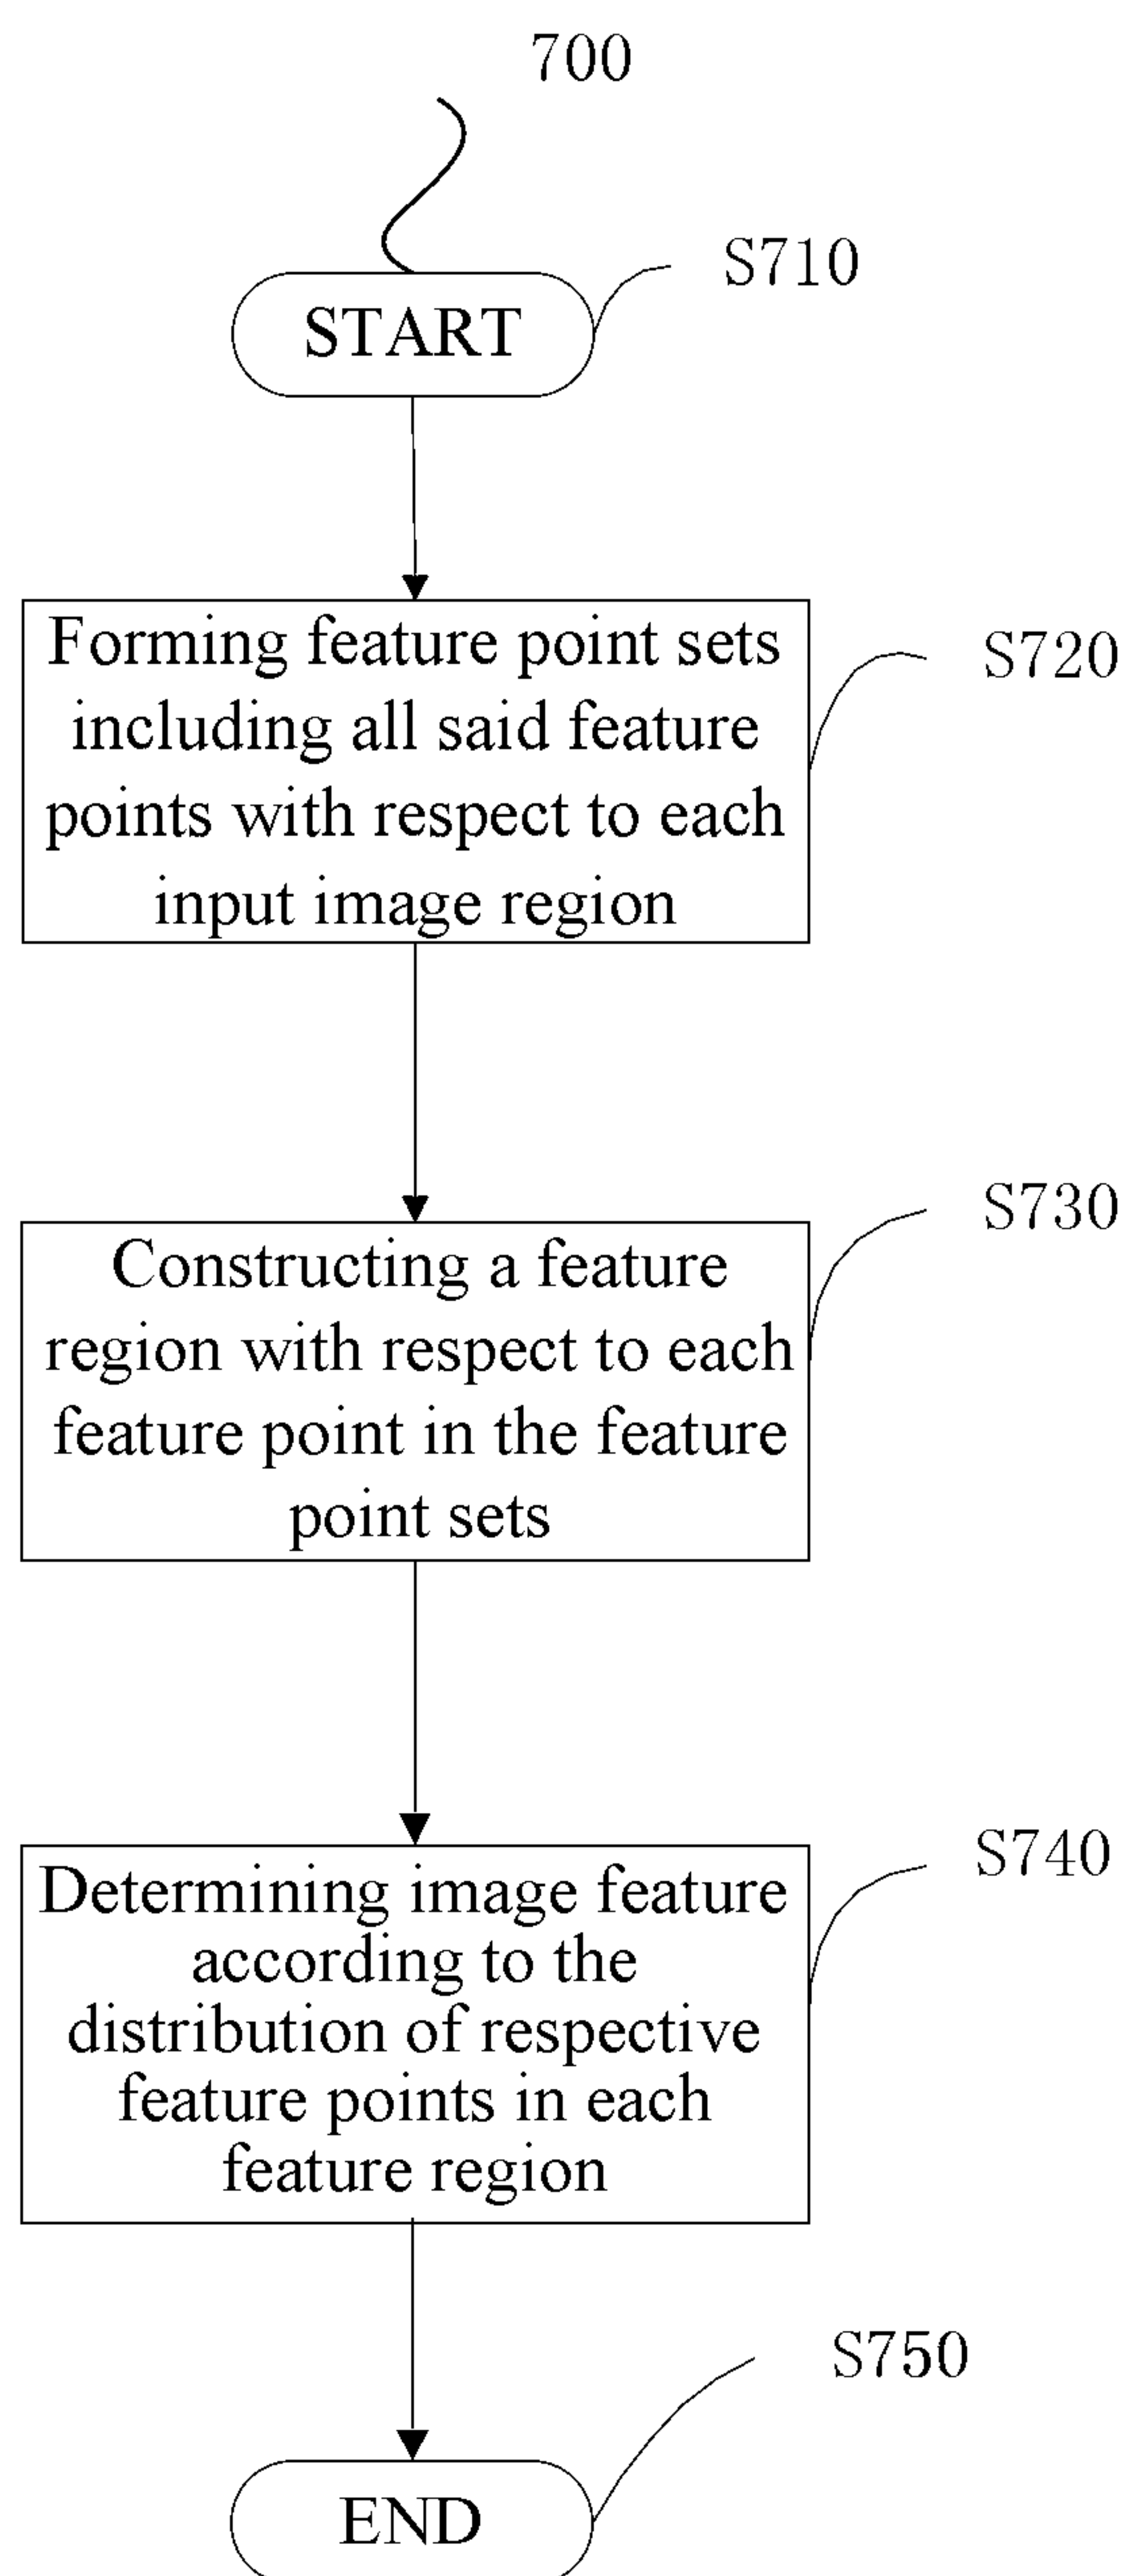 700
S710
START
Forming feature point sets
including all said feature
points with respect to each
input image region
S720
Constructing a feature
region with respect to each
feature point in the feature
point sets
S730
Determining image feature
according to the
distribution of respective
feature points in each
feature region
S740
S750
END